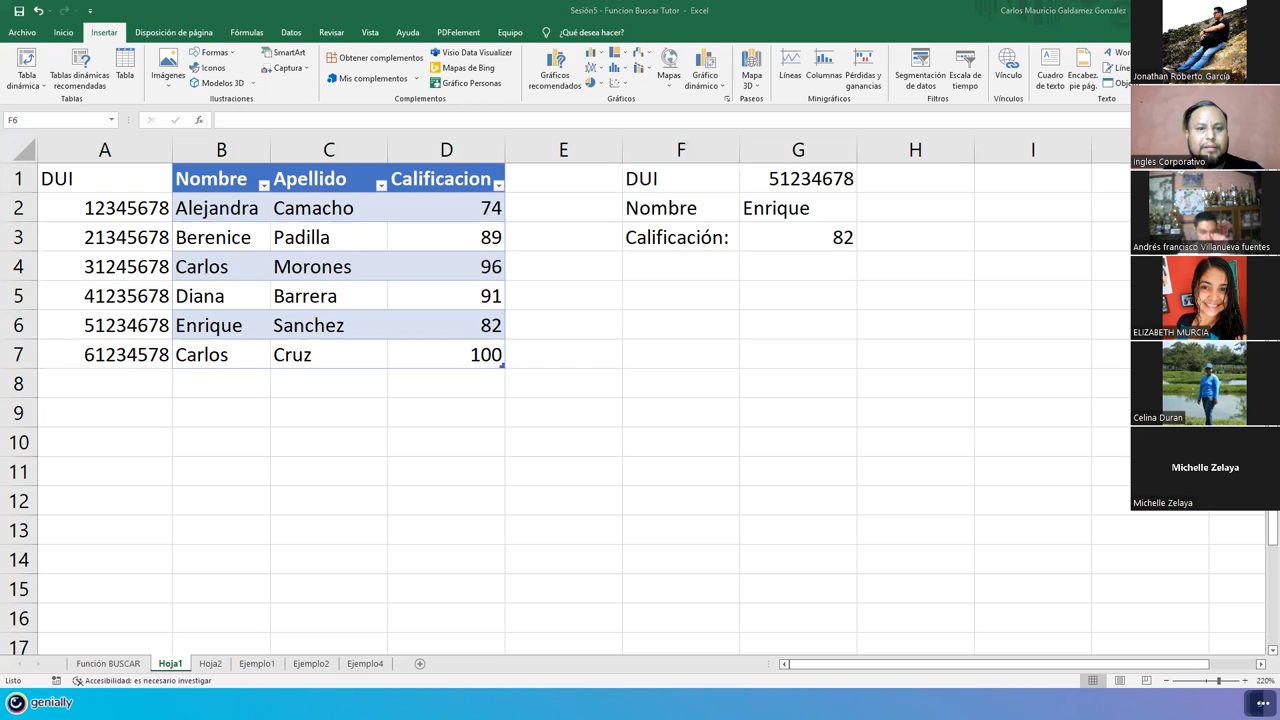 Sesión5 - Funcion Buscar Tutor - Excel
Carlos Mauricio Galdamez Gonzalez
Archivo Inicio Insertar Disposición de página Fórmulas Datos Revisar Vista Ayuda PDFelement Equipo ¿Qué desea hacer?
Tabla dinámica
Tablas dinámicas recomendadas
Tabla
Tablas
Imágenes
Formas
Iconos
Modelos 3D
SmartArt
Captura
Ilustraciones
Obtener complementos
Mis complementos
Visio Data Visualizer
Mapas de Bing
Gráfico Personas
Complementos
Gráficos recomendados
Mapas
Gráfico dinámico
Gráficos
Mapa 3D
Paseos
Líneas
Columnas
Pérdidas y ganancias
Minigráficos
Segmentación de datos
Escala de tiempo
Filtros
Vínculo
Vínculos
Cuadro de texto
Encabez. pie pág.
Texto
F6
fx
A B C D E F G H I
1 DUI Nombre Apellido Calificacion DUI 51234678
2 12345678 Alejandra Camacho 74 Nombre Enrique
3 21345678 Berenice Padilla 89 Calificación: 82
4 31245678 Carlos Morones 96
5 41235678 Diana Barrera 91
6 51234678 Enrique Sanchez 82
7 61234578 Carlos Cruz 100
8
9
10
11
12
13
14
15
16
17
Función BUSCAR Hoja1 Hoja2 Ejemplo1 Ejemplo2 Ejemplo4
Listo
Accesibilidad: es necesario investigar
220%
genially
Jonathan Roberto García
Ingles Corporativo
Andrés francisco Villanueva fuentes
ELIZABETH MURCIA
Celina Duran
Michelle Zelaya
Michelle Zelaya